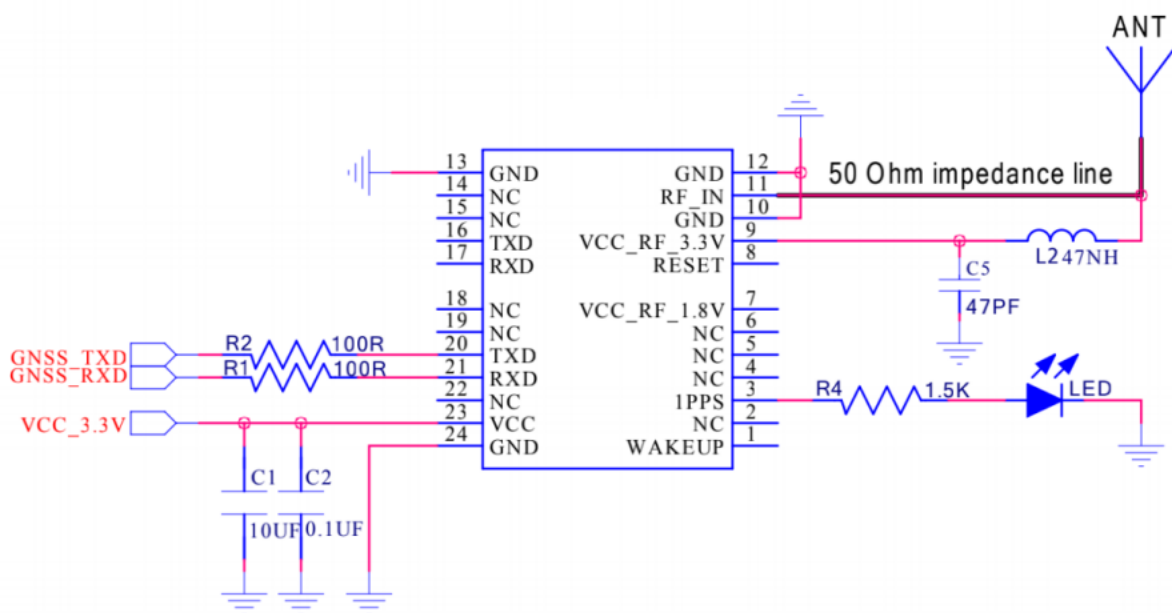 ANT
50 Ohm impedance line
13 GND GND 12
14 NC RF_IN 11
15 NC GND 10
16 TXD VCC_RF_3.3V 9
17 RXD RESET 8
L2 47NH
C5
47PF
18 NC VCC_RF_1.8V 7
19 NC NC 6
GNSS_TXD R2 100R 20 TXD NC 5
GNSS_RXD R1 100R 21 RXD NC 4
22 NC 1PPS 3 R4 1.5K LED
VCC_3.3V 23 VCC NC 2
24 GND WAKEUP 1
C1 C2
10UF 0.1UF